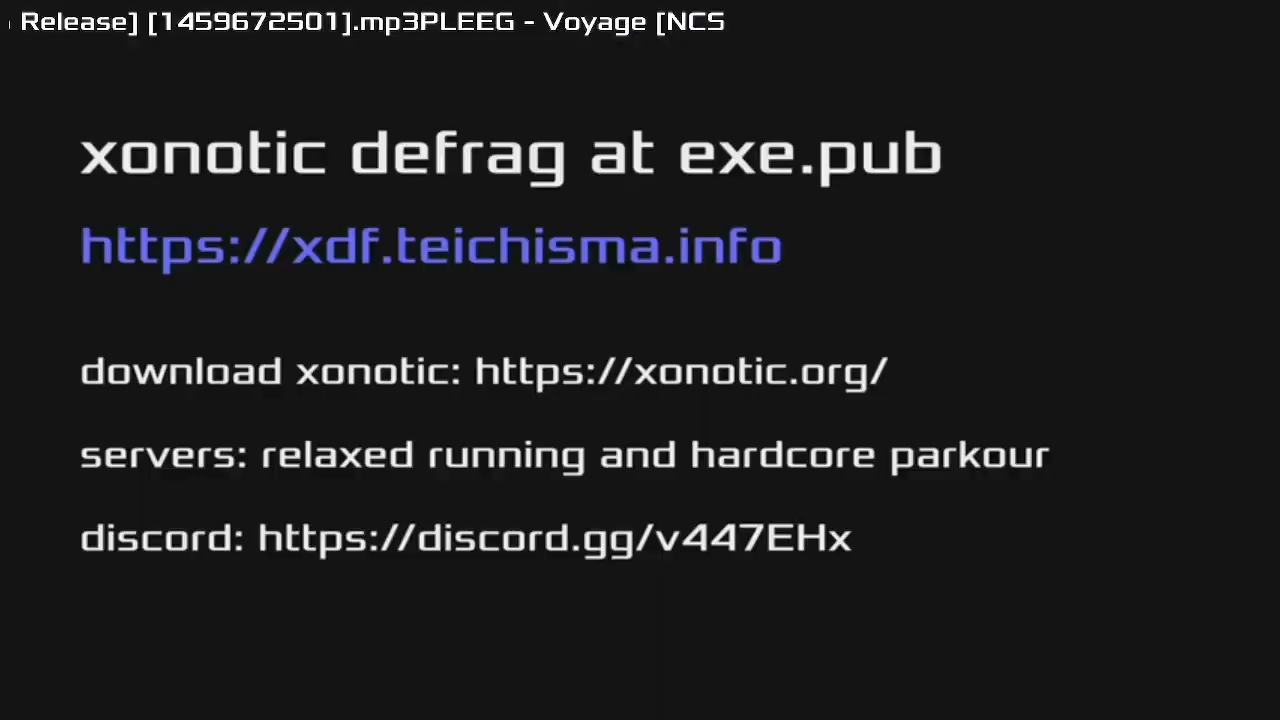 Release] [1459672501].mp3PLEEG - Voyage [NCS
xonotic defrag at exe.pub
https://xdf.teichisma.info
download xonotic: https://xonotic.org/
servers: relaxed running and hardcore parkour
discord: https://discord.gg/v447EHx